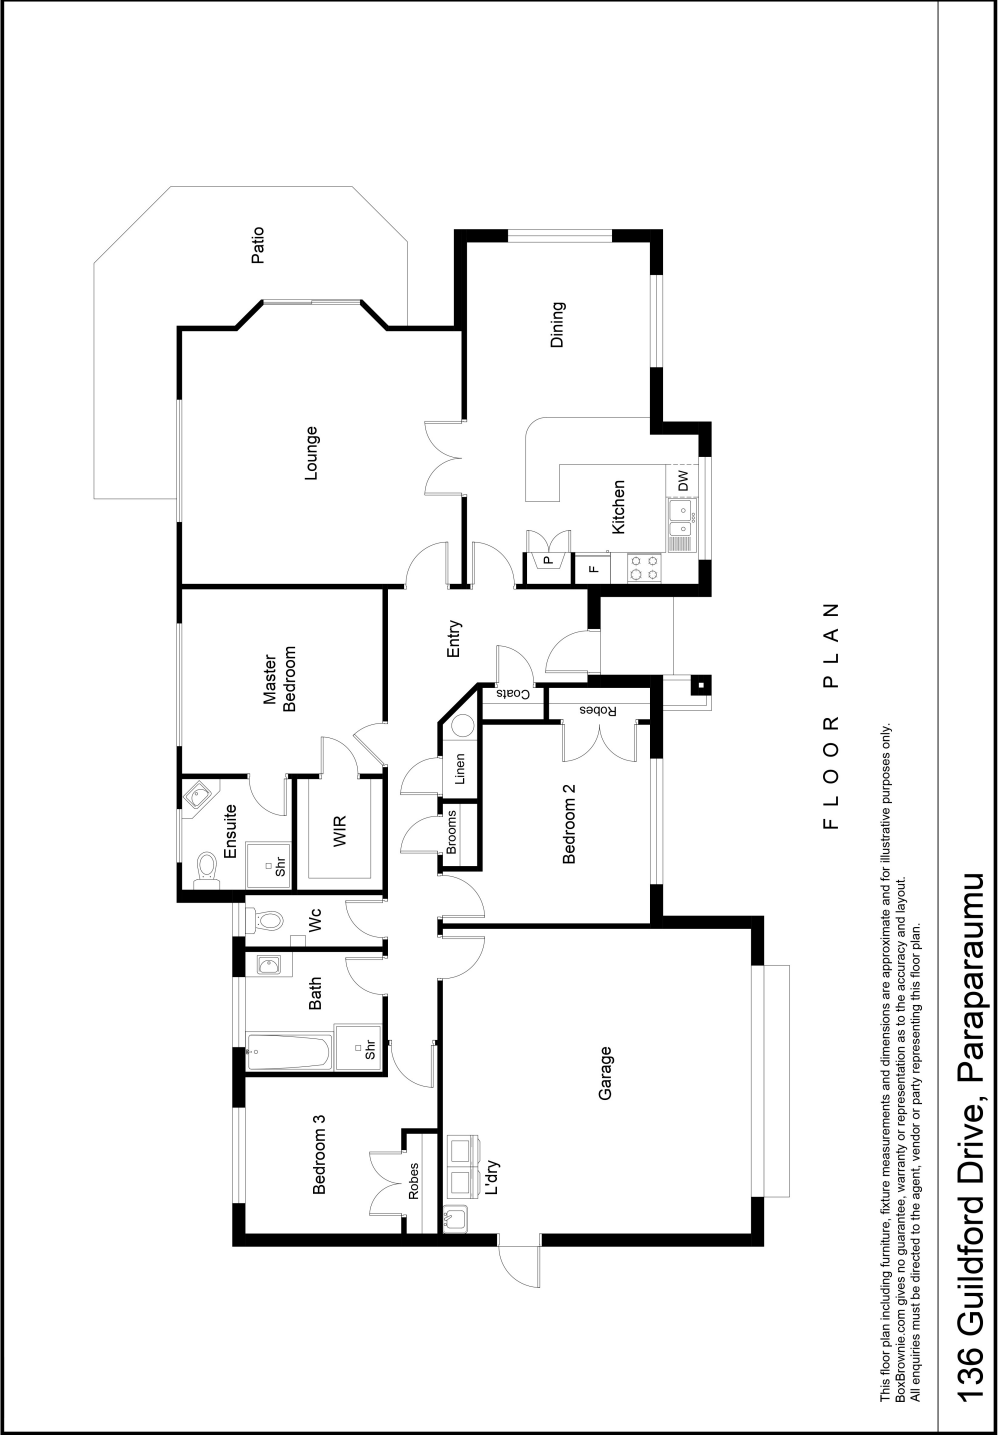 Patio
Lounge
Dining
Kitchen
DW
P
F
Master
Bedroom
Entry
Coats
Robes
Linen
Brooms
Bedroom 2
Ensuite
Shr
WIR
Wc
Bath
Shr
Bedroom 3
Robes
L'dry
Garage
FLOOR PLAN
This floor plan including furniture, fixture measurements and dimensions are approximate and for illustrative purposes only.
BoxBrownie.com gives no guarantee, warranty or representation as to the accuracy and layout.
All enquiries must be directed to the agent, vendor or party representing this floor plan.
136 Guildford Drive, Paraparaumu